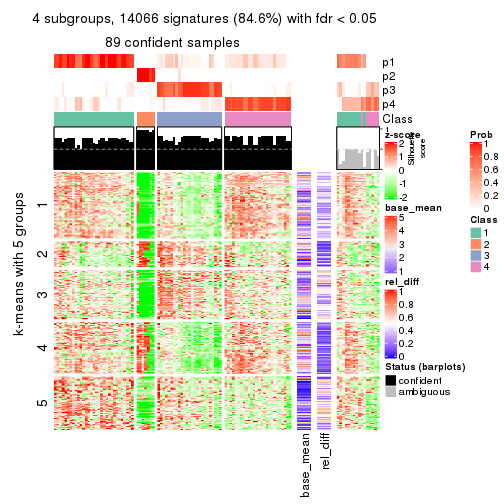 4 subgroups, 14066 signatures (84.6%) with fdr < 0.05
89 confident samples
p1
p2
p3
p4
Class
1
Silhouette
score
k-means with 5 groups
1
2
3
4
5
base_mean
rel_diff
z-score
2
1
0
-1
-2
base_mean
5
4
3
2
1
rel_diff
1
0.8
0.6
0.4
0.2
0
Status (barplots)
confident
ambiguous
Prob
1
0.8
0.6
0.4
0.2
0
Class
1
2
3
4